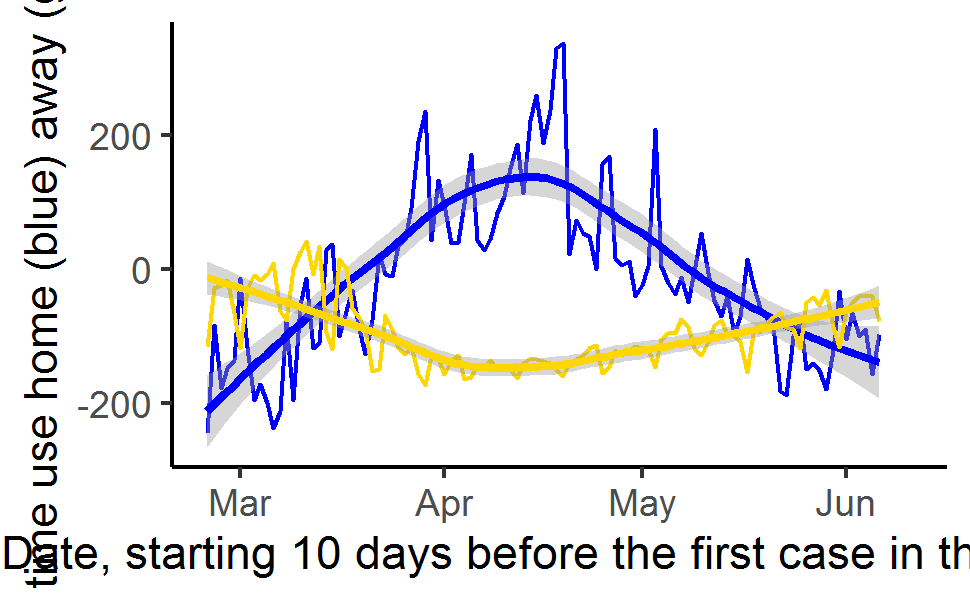 time use home (blue) away (
200
0
-200
Mar Apr May Jun
Date, starting 10 days before the first case in th